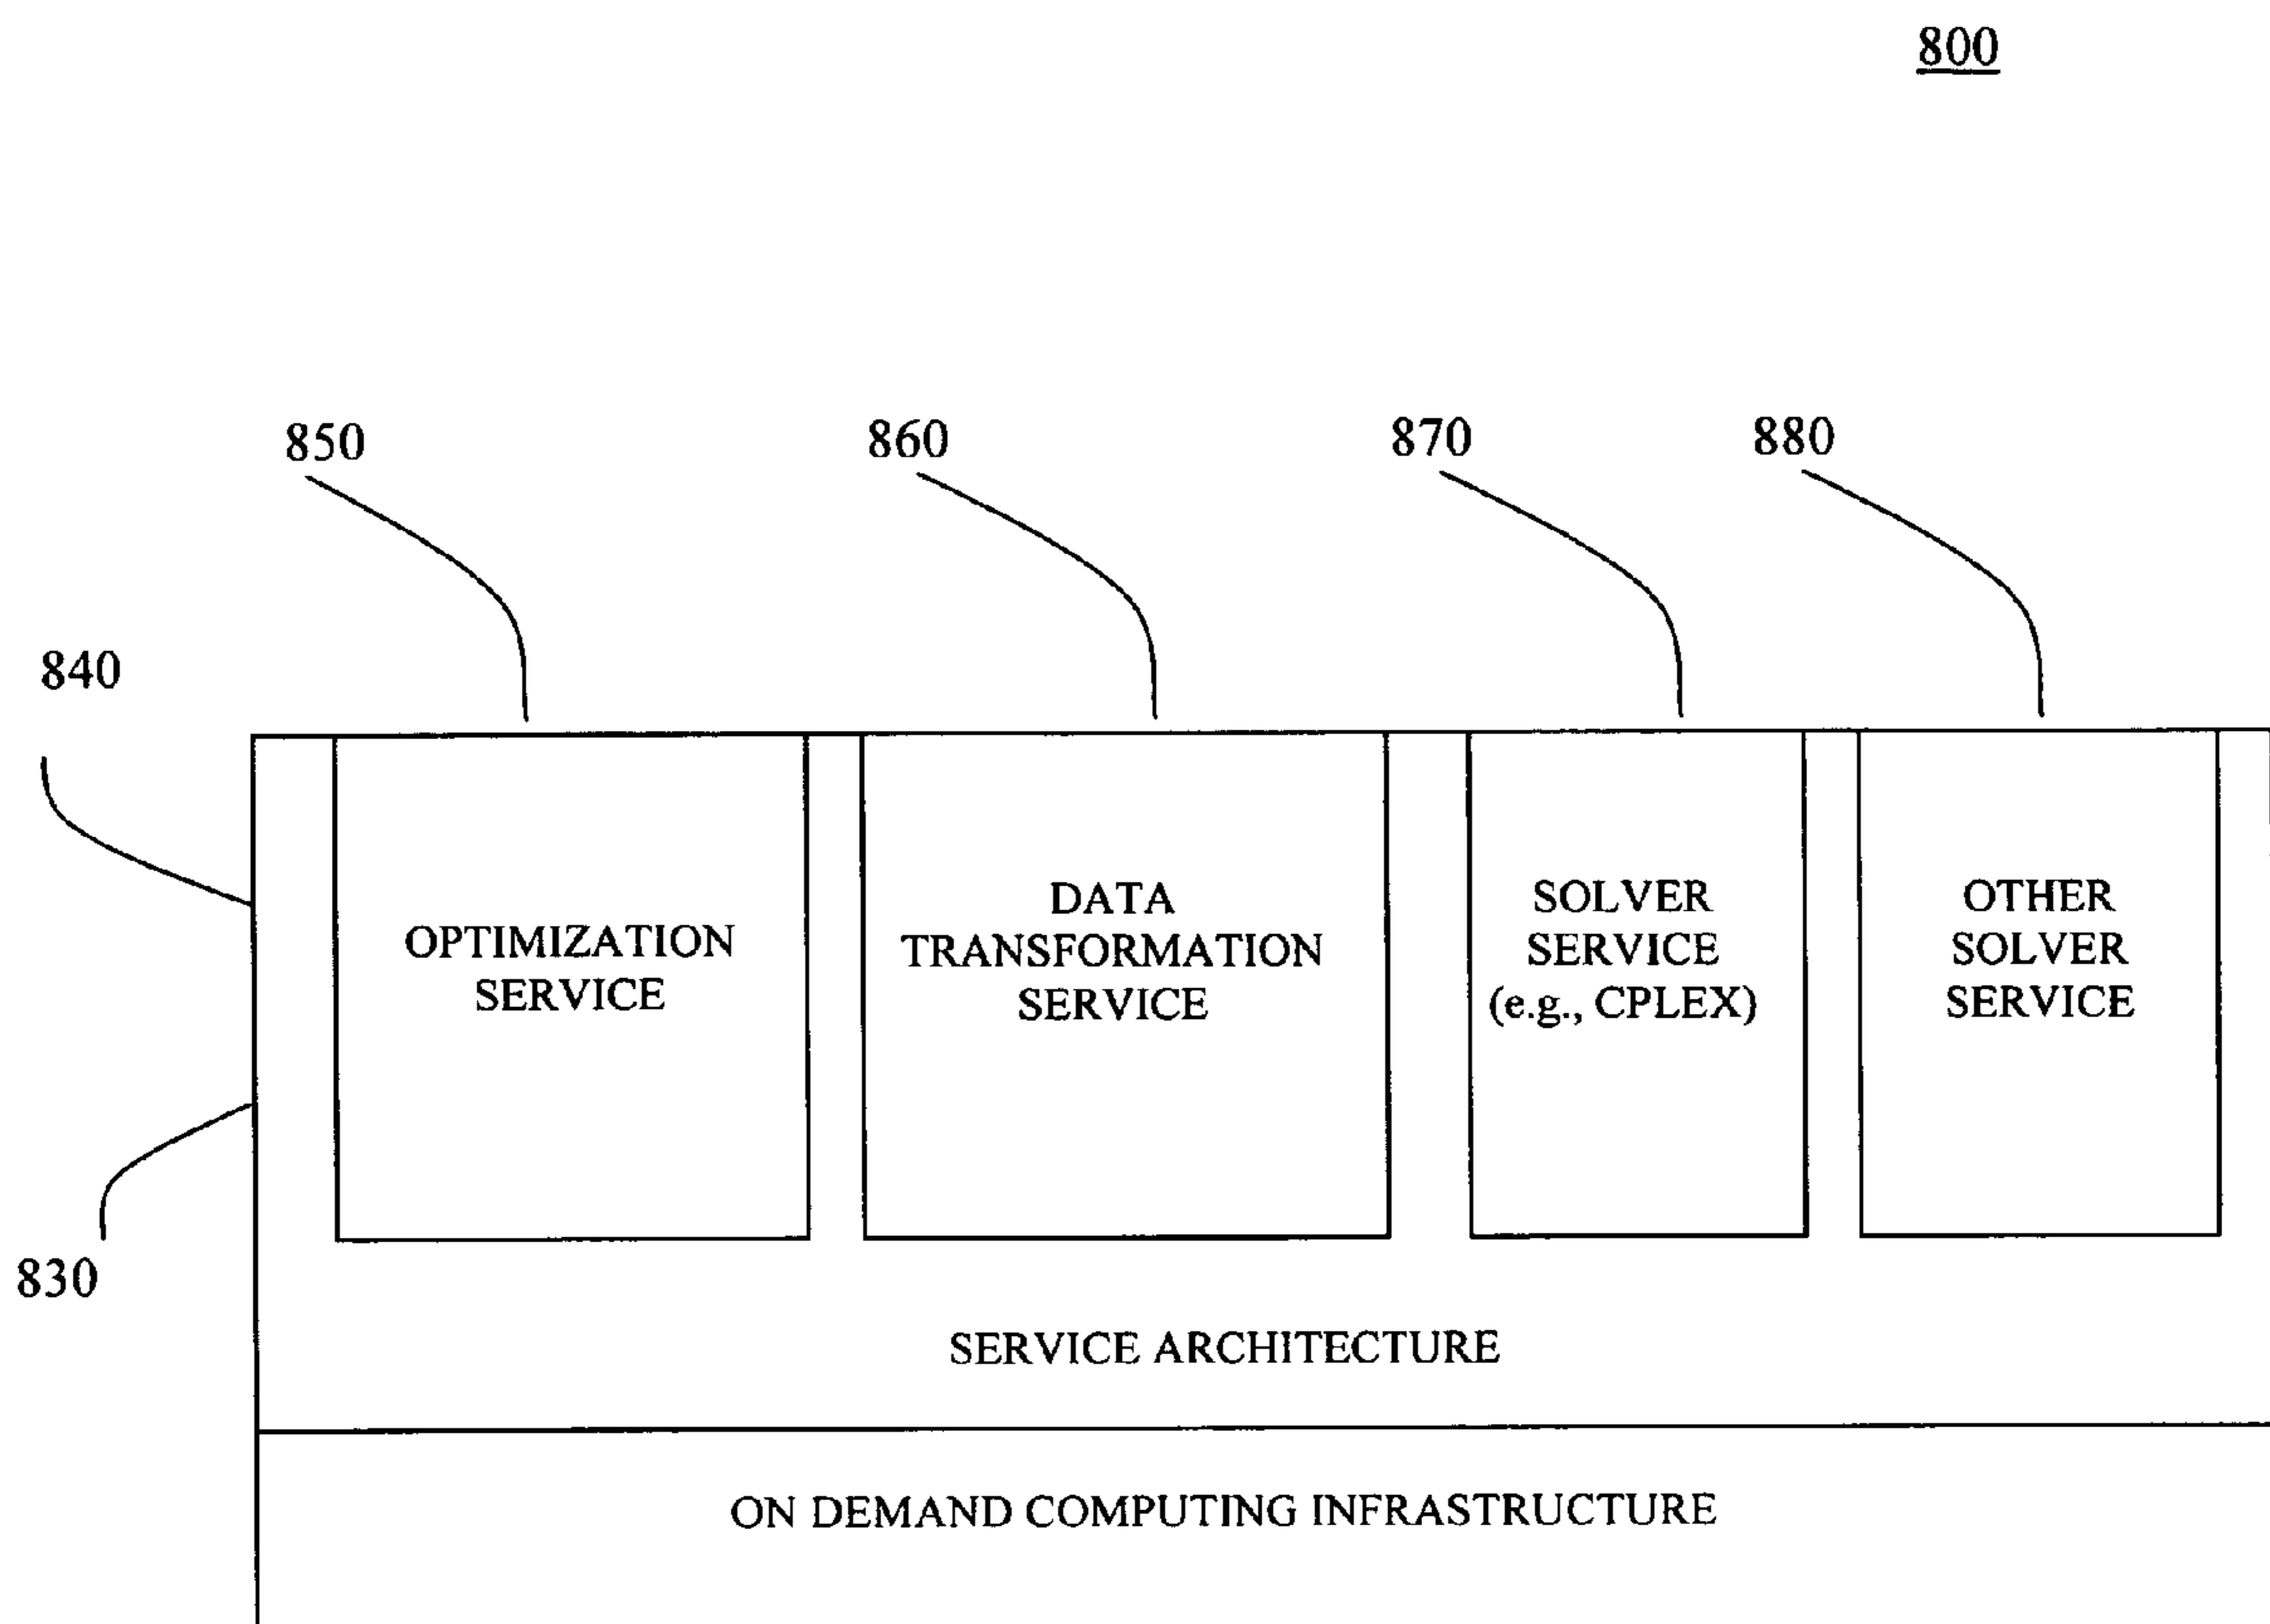 800
850
860
870
880
840
OPTIMIZATION
SERVICE
DATA
TRANSFORMATION
SERVICE
SOLVER
SERVICE
(e.g., CPLEX)
OTHER
SOLVER
SERVICE
830
SERVICE ARCHITECTURE
ON DEMAND COMPUTING INFRASTRUCTURE